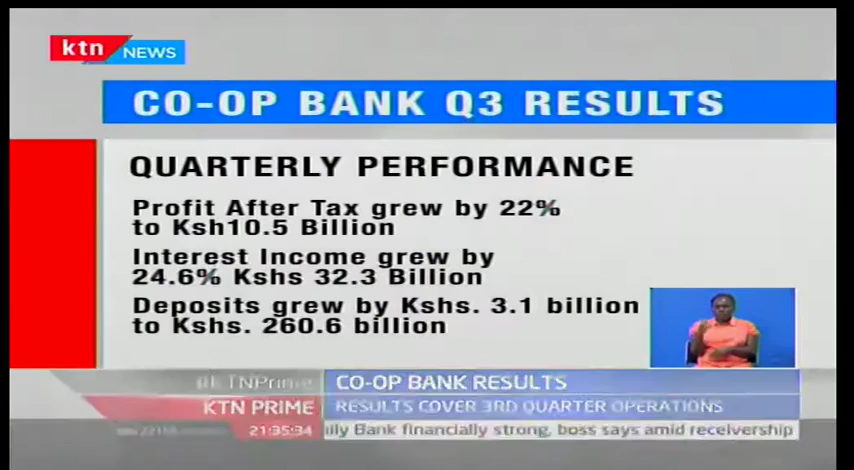 ktn NEWS
CO-OP BANK Q3 RESULTS
QUARTERLY PERFORMANCE
Profit After Tax grew by 22%
to Ksh10.5 Billion
Interest Income grew by
24.6% Kshs 32.3 Billion
Deposits grew by Kshs. 3.1 billion
to Kshs. 260.6 billion
#KTNPrime
CO-OP BANK RESULTS
KTN PRIME
RESULTS COVER 3RD QUARTER OPERATIONS
21:35:34
Bank financially strong, boss says amid receivership